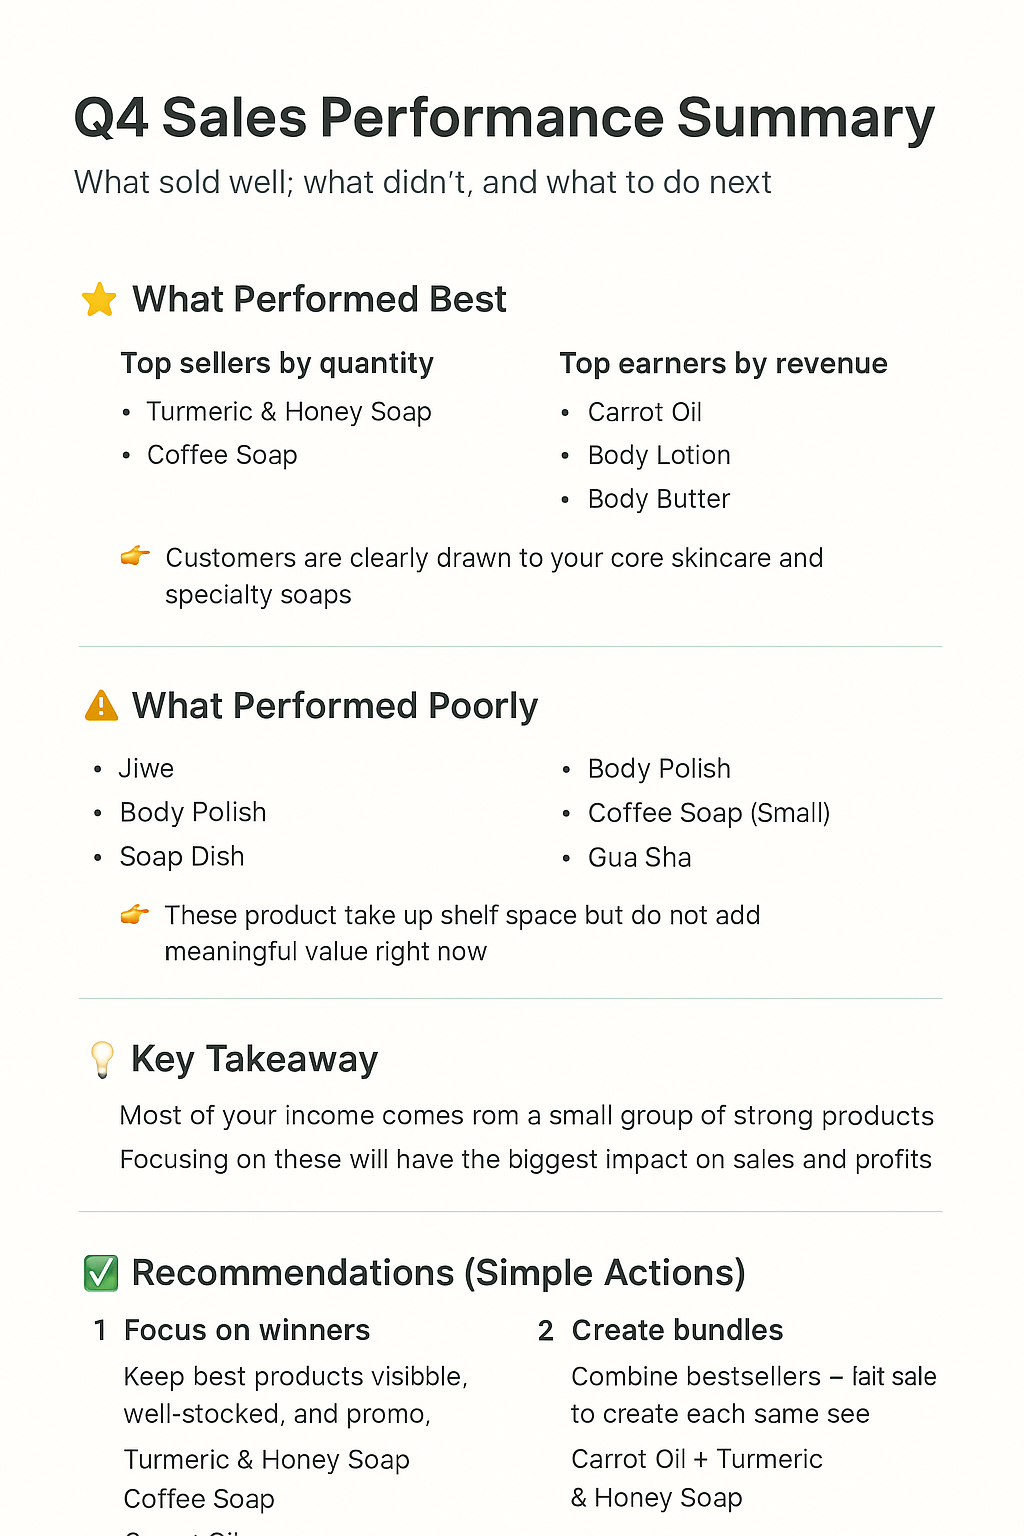 Q4 Sales Performance Summary
What sold well; what didn't, and what to do next
What Performed Best
Top sellers by quantity
• Turmeric & Honey Soap
• Coffee Soap
Top earners by revenue
• Carrot Oil
• Body Lotion
• Body Butter
Customers are clearly drawn to your core skincare and
specialty soaps
What Performed Poorly
• Jiwe
• Body Polish
• Soap Dish
• Body Polish
• Coffee Soap (Small)
• Gua Sha
These product take up shelf space but do not add
meaningful value right now
Key Takeaway
Most of your income comes rom a small group of strong products
Focusing on these will have the biggest impact on sales and profits
Recommendations (Simple Actions)
1 Focus on winners
Keep best products visibble,
well-stocked, and promo,
Turmeric & Honey Soap
Coffee Soap
2 Create bundles
Combine bestsellers – sale
to create each same see
Carrot Oil + Turmeric
& Honey Soap